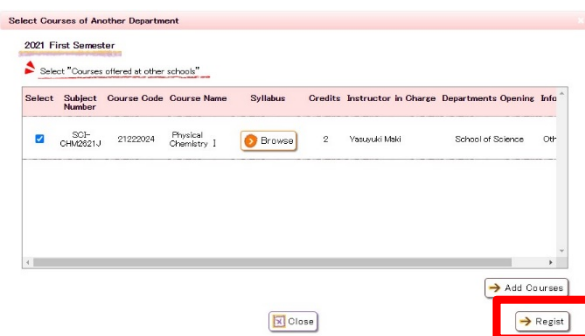 Select Courses of Another Department
2021 First Semester
Select "Courses offered at other schools"
Select Subject Number Course Code Course Name Syllabus Credits Instructor in Charge Departments Opening Info
SCI-CHM2621J 21222024 Physical Chemistry I Browse 2 Yasuyuki Maki School of Science Oth
Add Courses
Close Regist